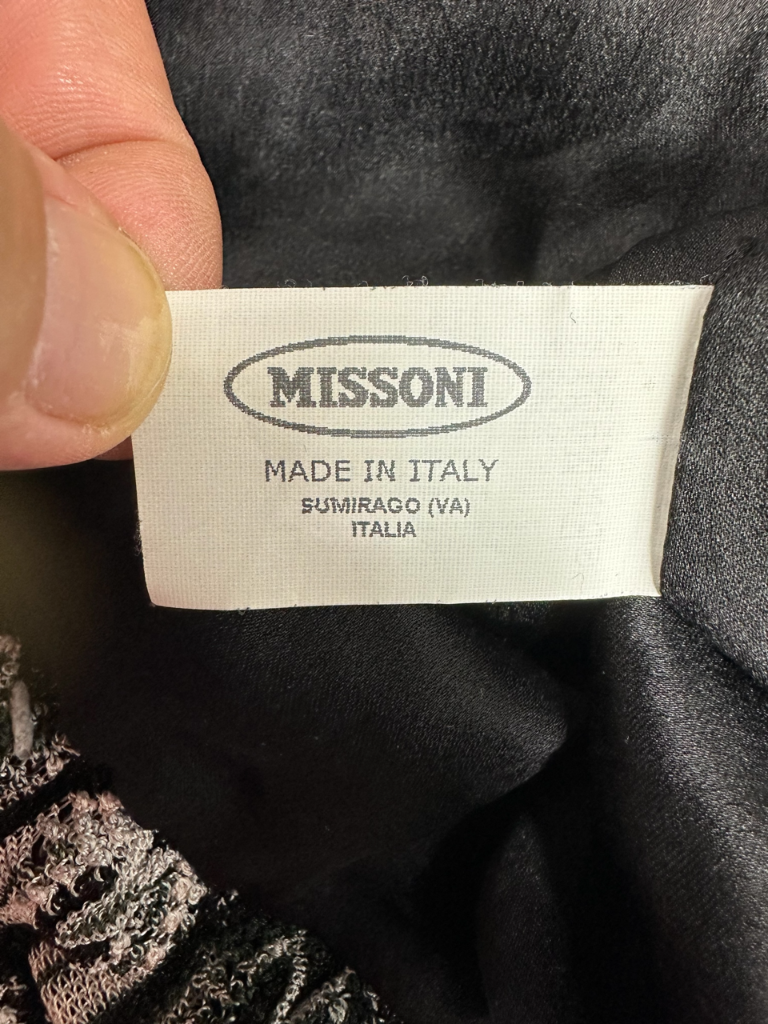 MISSONI
MADE IN ITALY
SUMIRAGO (VA)
ITALIA